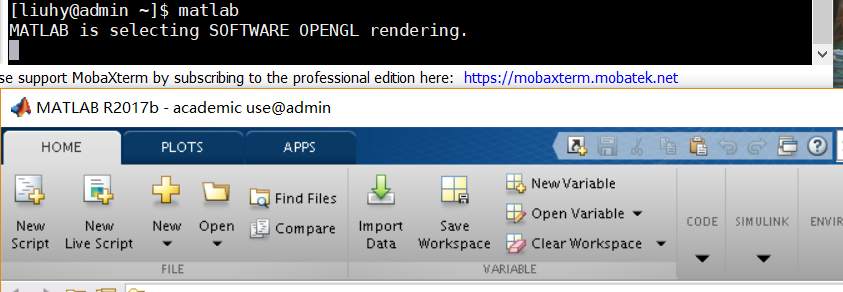 [liuhy@admin ~]$ matlab
MATLAB is selecting SOFTWARE OPENGL rendering.
se support MobaXterm by subscribing to the professional edition here: https://mobaxterm.mobatek.net
MATLAB R2017b - academic use@admin
HOME PLOTS APPS
New Script
New Live Script
New
Open
Find Files
Compare
FILE
Import Data
Save Workspace
New Variable
Open Variable
Clear Workspace
VARIABLE
CODE
SIMULINK
ENVIR